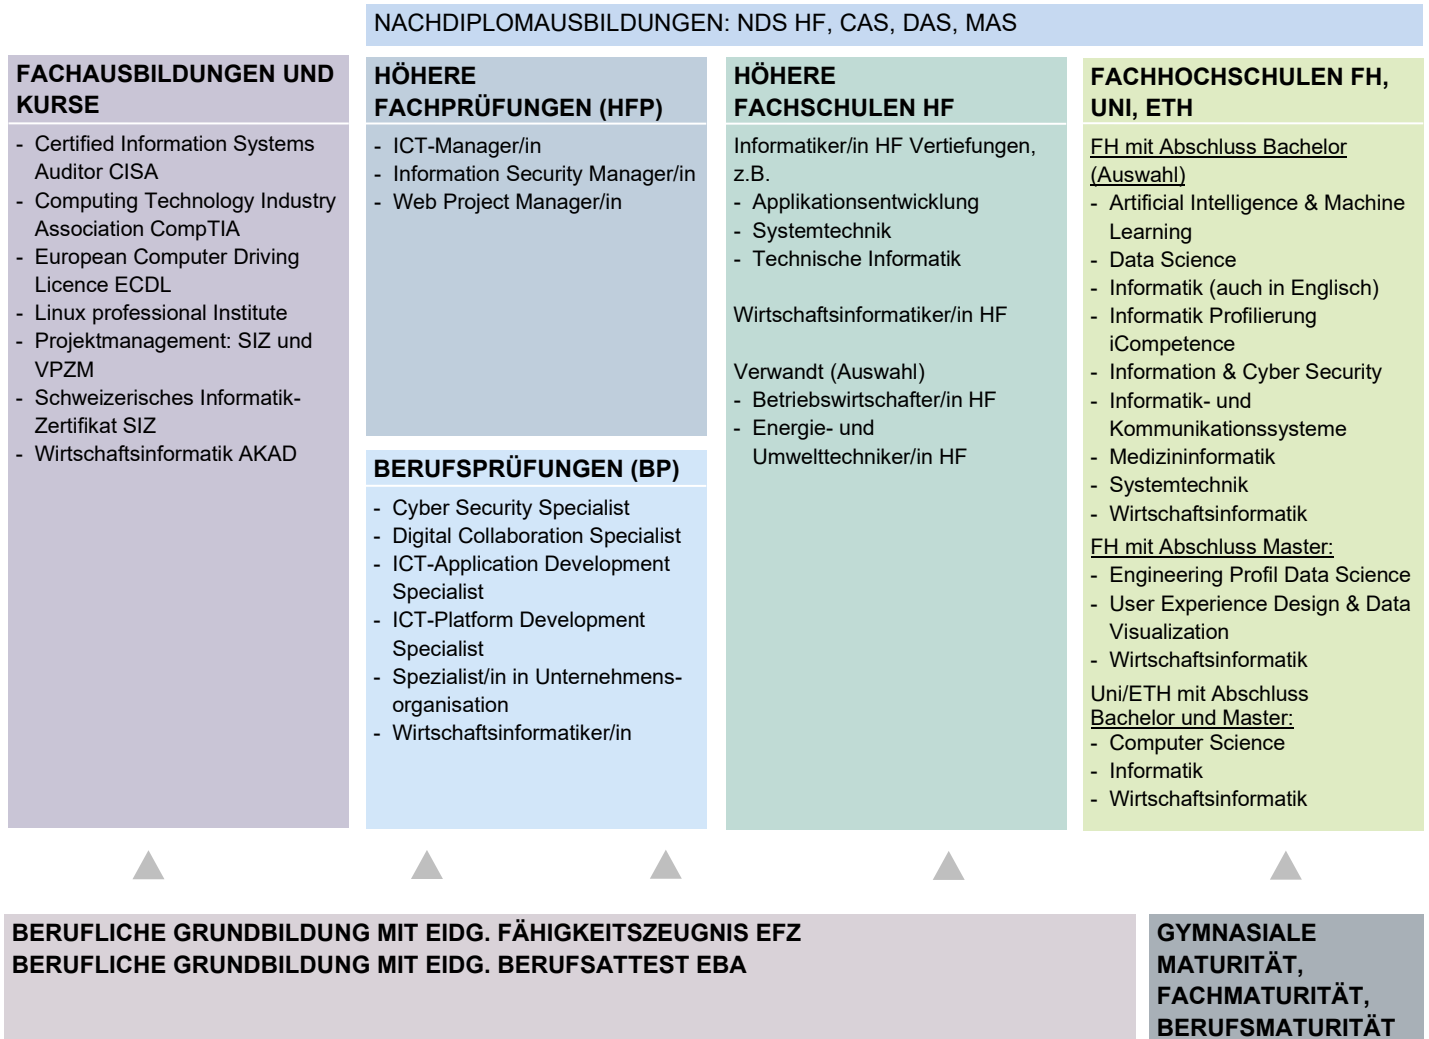 NACHDIPLOMAUSBILDUNGEN: NDS HF, CAS, DAS, MAS
FACHAUSBILDUNGEN UND
KURSE
- Certified Information Systems
Auditor CISA
- Computing Technology Industry
Association CompTIA
- European Computer Driving
Licence ECDL
- Linux professional Institute
- Projektmanagement: SIZ und
VPZM
- Schweizerisches Informatik-
Zertifikat SIZ
- Wirtschaftsinformatik AKAD
HÖHERE
FACHPRÜFUNGEN (HFP)
- ICT-Manager/in
- Information Security Manager/in
- Web Project Manager/in
BERUFSPRÜFUNGEN (BP)
- Cyber Security Specialist
- Digital Collaboration Specialist
- ICT-Application Development
Specialist
- ICT-Platform Development
Specialist
- Spezialist/in in Unternehmens-
organisation
- Wirtschaftsinformatiker/in
HÖHERE
FACHSCHULEN HF
Informatiker/in HF Vertiefungen,
z.B.
- Applikationsentwicklung
- Systemtechnik
- Technische Informatik
Wirtschaftsinformatiker/in HF
Verwandt (Auswahl)
- Betriebswirtschafter/in HF
- Energie- und
Umwelttechniker/in HF
FACHHOCHSCHULEN FH,
UNI, ETH
FH mit Abschluss Bachelor
(Auswahl)
- Artificial Intelligence & Machine
Learning
- Data Science
- Informatik (auch in Englisch)
- Informatik Profilierung
iCompetence
- Information & Cyber Security
- Informatik- und
Kommunikationssysteme
- Medizininformatik
- Systemtechnik
- Wirtschaftsinformatik
FH mit Abschluss Master:
- Engineering Profil Data Science
- User Experience Design & Data
Visualization
- Wirtschaftsinformatik
Uni/ETH mit Abschluss
Bachelor und Master:
- Computer Science
- Informatik
- Wirtschaftsinformatik
BERUFLICHE GRUNDBILDUNG MIT EIDG. FÄHIGKEITSZEUGNIS EFZ
BERUFLICHE GRUNDBILDUNG MIT EIDG. BERUFSATTEST EBA
GYMNASIALE
MATURITÄT,
FACHMATURITÄT,
BERUFSMATURITÄT